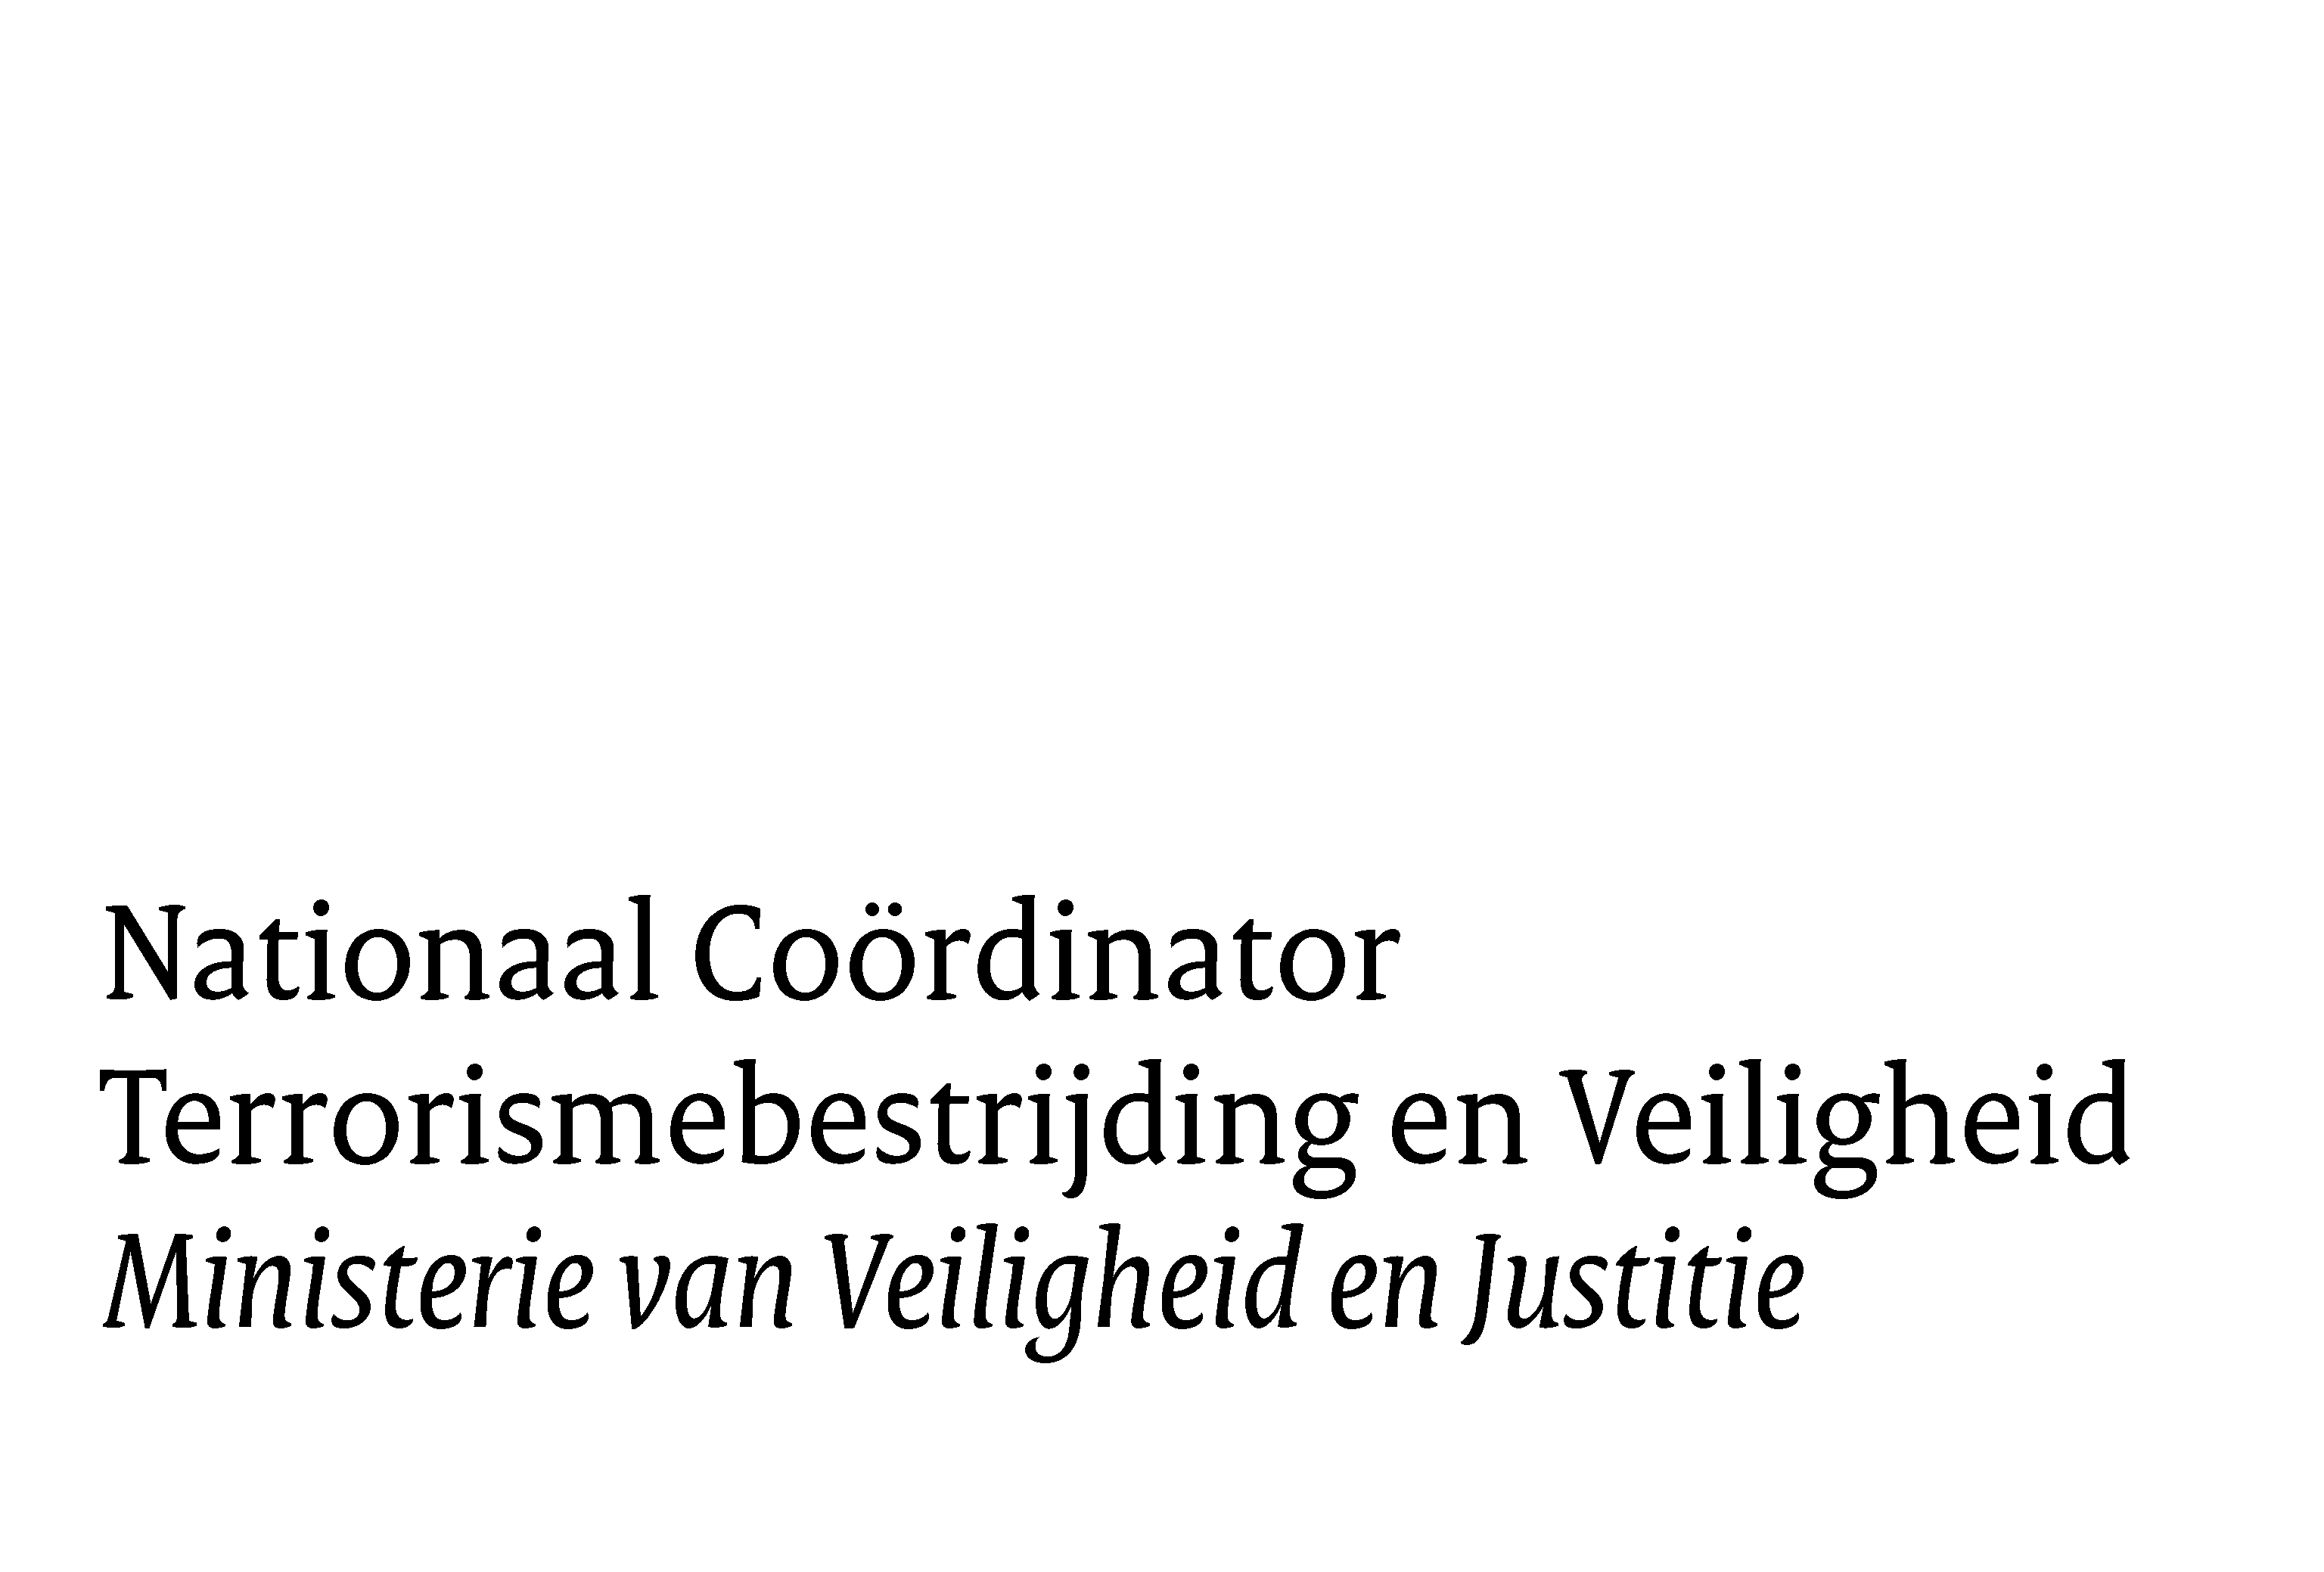 Nationaal Coördinator
Terrorismebestrijding en Veiligheid
Ministerie van Veiligheid en Justitie